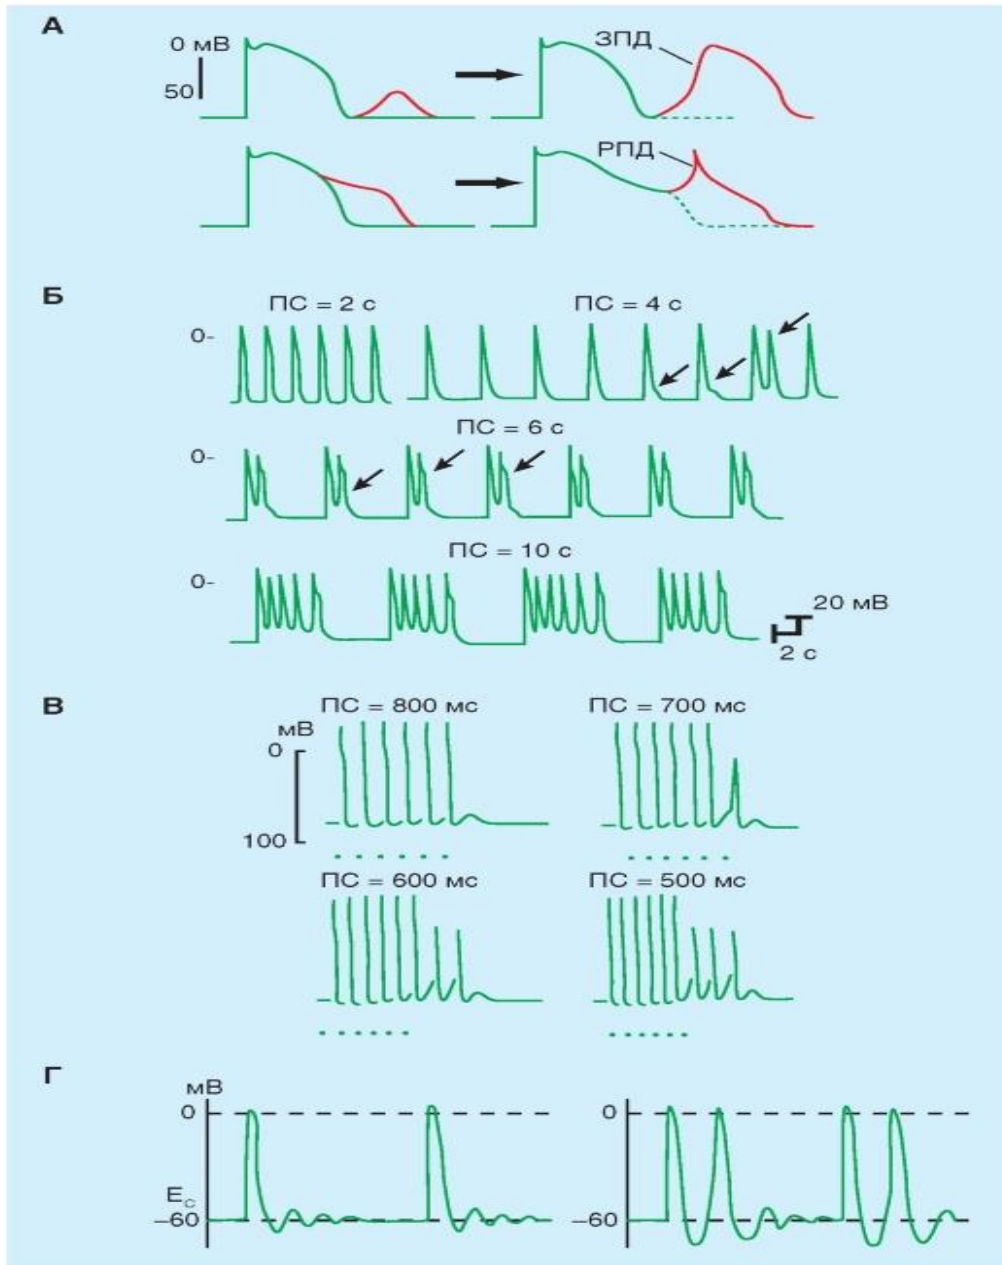 А
0 мВ
50
ЗПД
РПД
Б
ПС = 2 с
ПС = 4 с
0-
ПС = 6 с
0-
ПС = 10 с
0-
20 мВ
2 с
В
ПС = 800 мс
ПС = 700 мс
мВ
0
100
ПС = 600 мс
ПС = 500 мс
Г
мВ
0
0
Eс
–60
–60